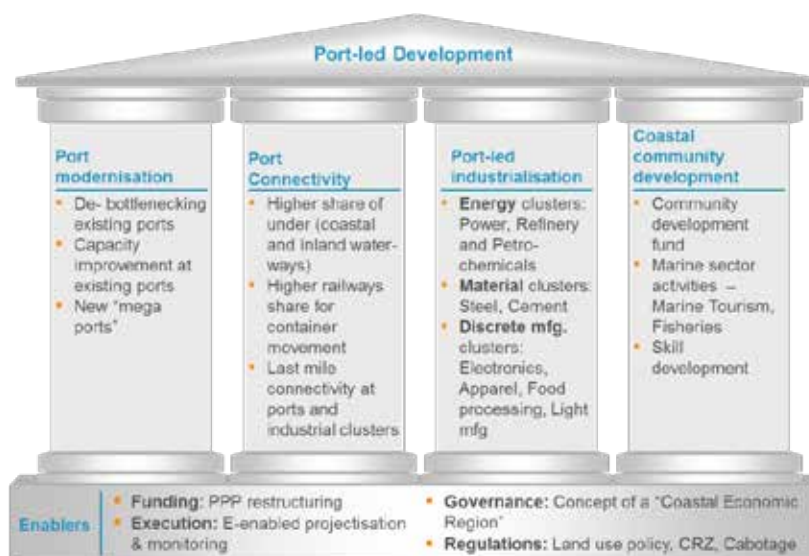 Port-led Development
Port
modernisation
• De- bottlenecking
existing ports
• Capacity
improvement at
existing ports
• New "mega
ports"
Port
Connectivity
• Higher share of
under (coastal
and inland water-
ways)
• Higher railways
share for
container
movement
• Last mile
connectivity at
ports and
industrial clusters
Port-led
industrialisation
• Energy clusters:
Power, Refinery
and Petro-
chemicals
• Material clusters:
Steel, Cement
• Discrete mfg.
clusters:
Electronics,
Apparel, Food
processing, Light
mfg
Coastal
community
development
• Community
development
fund
• Marine sector
activities –
Marine Tourism,
Fisheries
• Skill
development
Enablers
• Funding: PPP restructuring
• Execution: E-enabled projectisation
& monitoring
• Governance: Concept of a "Coastal Economic
Region"
• Regulations: Land use policy, CRZ, Cabotage